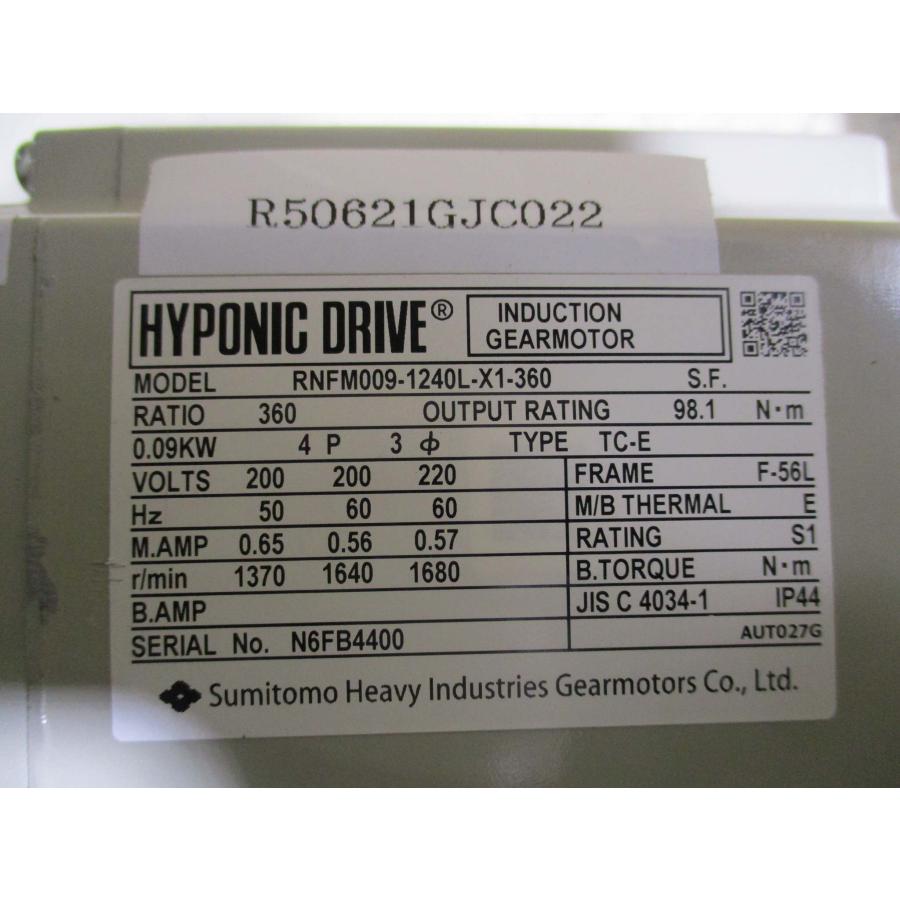 R50621GJC022
HYPONIC DRIVE® INDUCTION GEARMOTOR
MODEL RNFM009-1240L-X1-360 S.F.
RATIO 360 OUTPUT RATING 98.1 N・m
0.09KW 4 P 3 ϕ TYPE TC-E
VOLTS 200 200 220 FRAME F-56L
Hz 50 60 60 M/B THERMAL E
M.AMP 0.65 0.56 0.57 RATING S1
r/min 1370 1640 1680 B.TORQUE N・m
B.AMP JIS C 4034-1 IP44
SERIAL No. N6FB4400 AUT027G
Sumitomo Heavy Industries Gearmotors Co., Ltd.